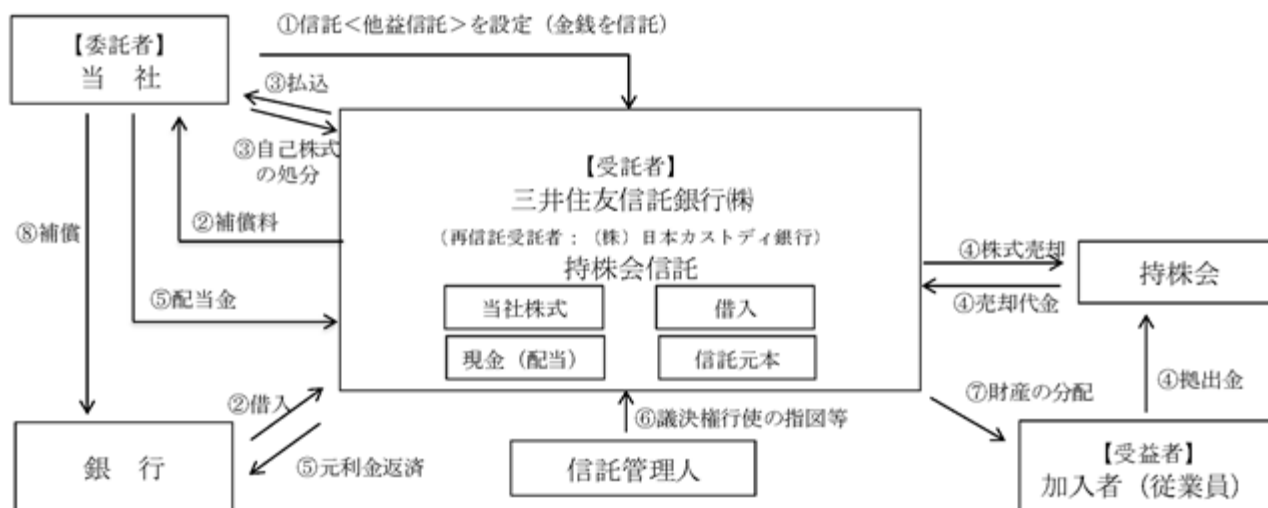 ①信託<他益信託>を設定（金銭を信託）
【委託者】
当　社
③払込
③自己株式
の処分
【受託者】
三井住友信託銀行㈱
（再信託受託者：（株）日本カストディ銀行）
持株会信託
②補償料
⑧補償
④株式売却
持株会
⑤配当金
当社株式
借入
④売却代金
現金（配当）
信託元本
④拠出金
②借入
⑦財産の分配
⑥議決権行使の指図等
銀　行
⑤元利金返済
信託管理人
【受益者】
加入者（従業員）